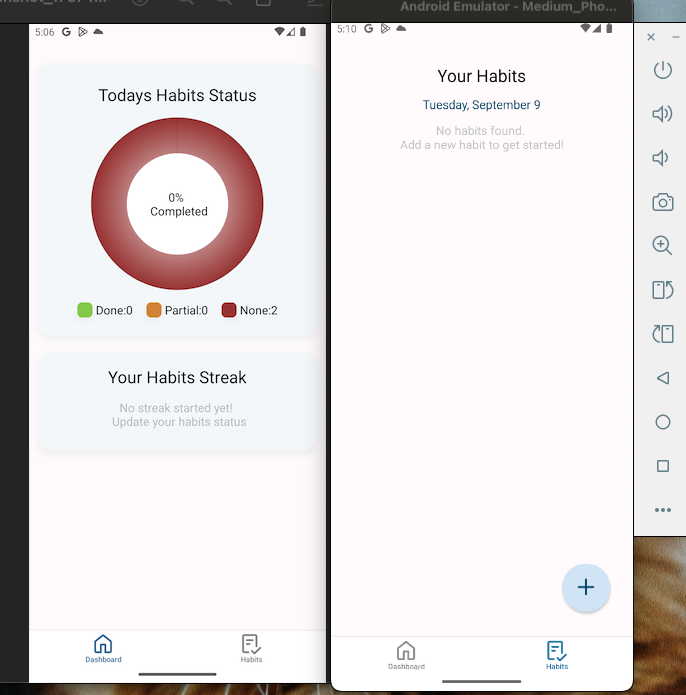 Android Emulator - Medium_Pho...
5:06
Todays Habits Status
0%
Completed
Done:0
Partial:0
None:2
Your Habits Streak
No streak started yet!
Update your habits status
Dashboard
Habits
5:10
Your Habits
Tuesday, September 9
No habits found.
Add a new habit to get started!
Dashboard
Habits